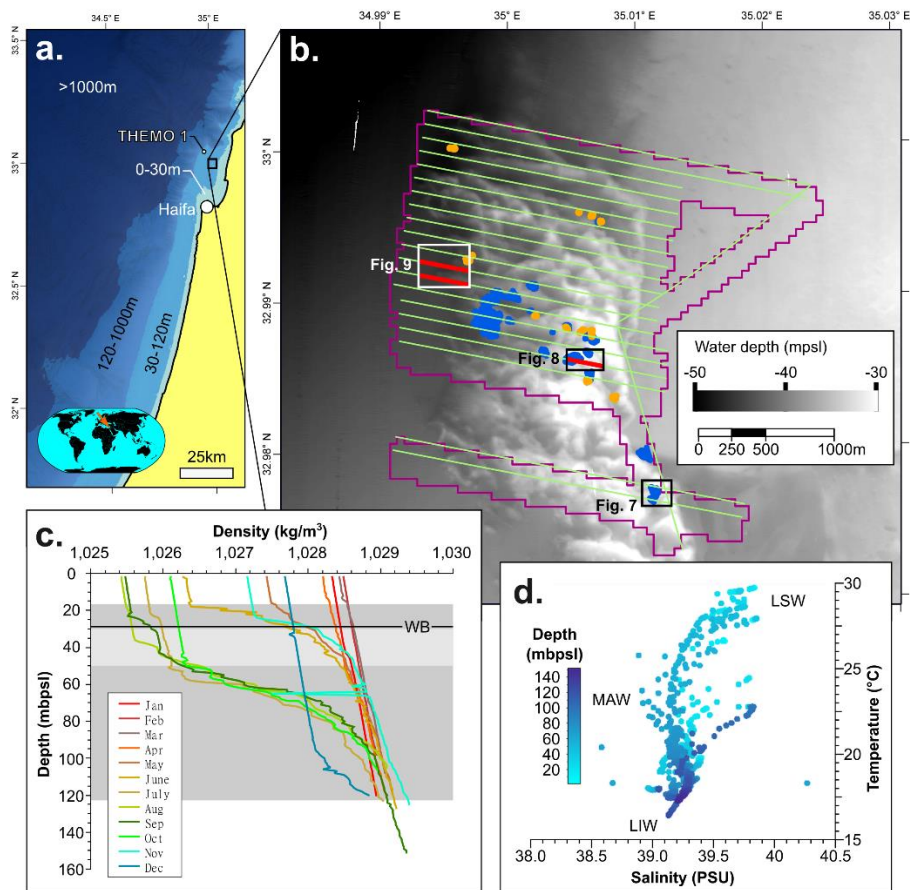 34.5° E
35° E
33.5° N
33° N
32.5° N
32° N
a.
>1000m
THEMO 1
0-30m
Haifa
120-1000m
30-120m
25km
34.99° E
35° E
35.01° E
35.02° E
35.03° E
33° N
32.99° N
32.98° N
b.
Fig. 9
Fig. 8
Fig. 7
Water depth (mpsl)
-50
-40
-30
0
250
500
1000m
c.
Density (kg/m³)
1,025
1,026
1,027
1,028
1,029
1,030
0
20
40
60
80
100
120
140
160
Depth (mbpsl)
WB
Jan
Feb
Mar
Apr
May
June
July
Aug
Sep
Oct
Nov
Dec
d.
Depth
(mbpsl)
140
120
100
80
60
40
20
LSW
MAW
LIW
30
25
20
15
Temperature (°C)
38.0
38.5
39.0
39.5
40.0
40.5
Salinity (PSU)